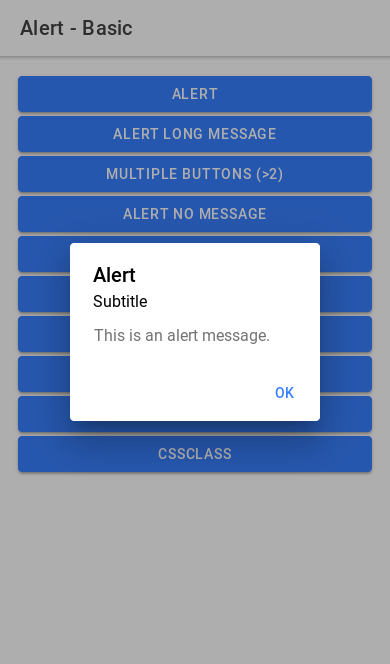 Alert - Basic
ALERT
ALERT LONG MESSAGE
MULTIPLE BUTTONS (>2)
ALERT NO MESSAGE
Alert
Subtitle
This is an alert message.
OK
CSSCLASS